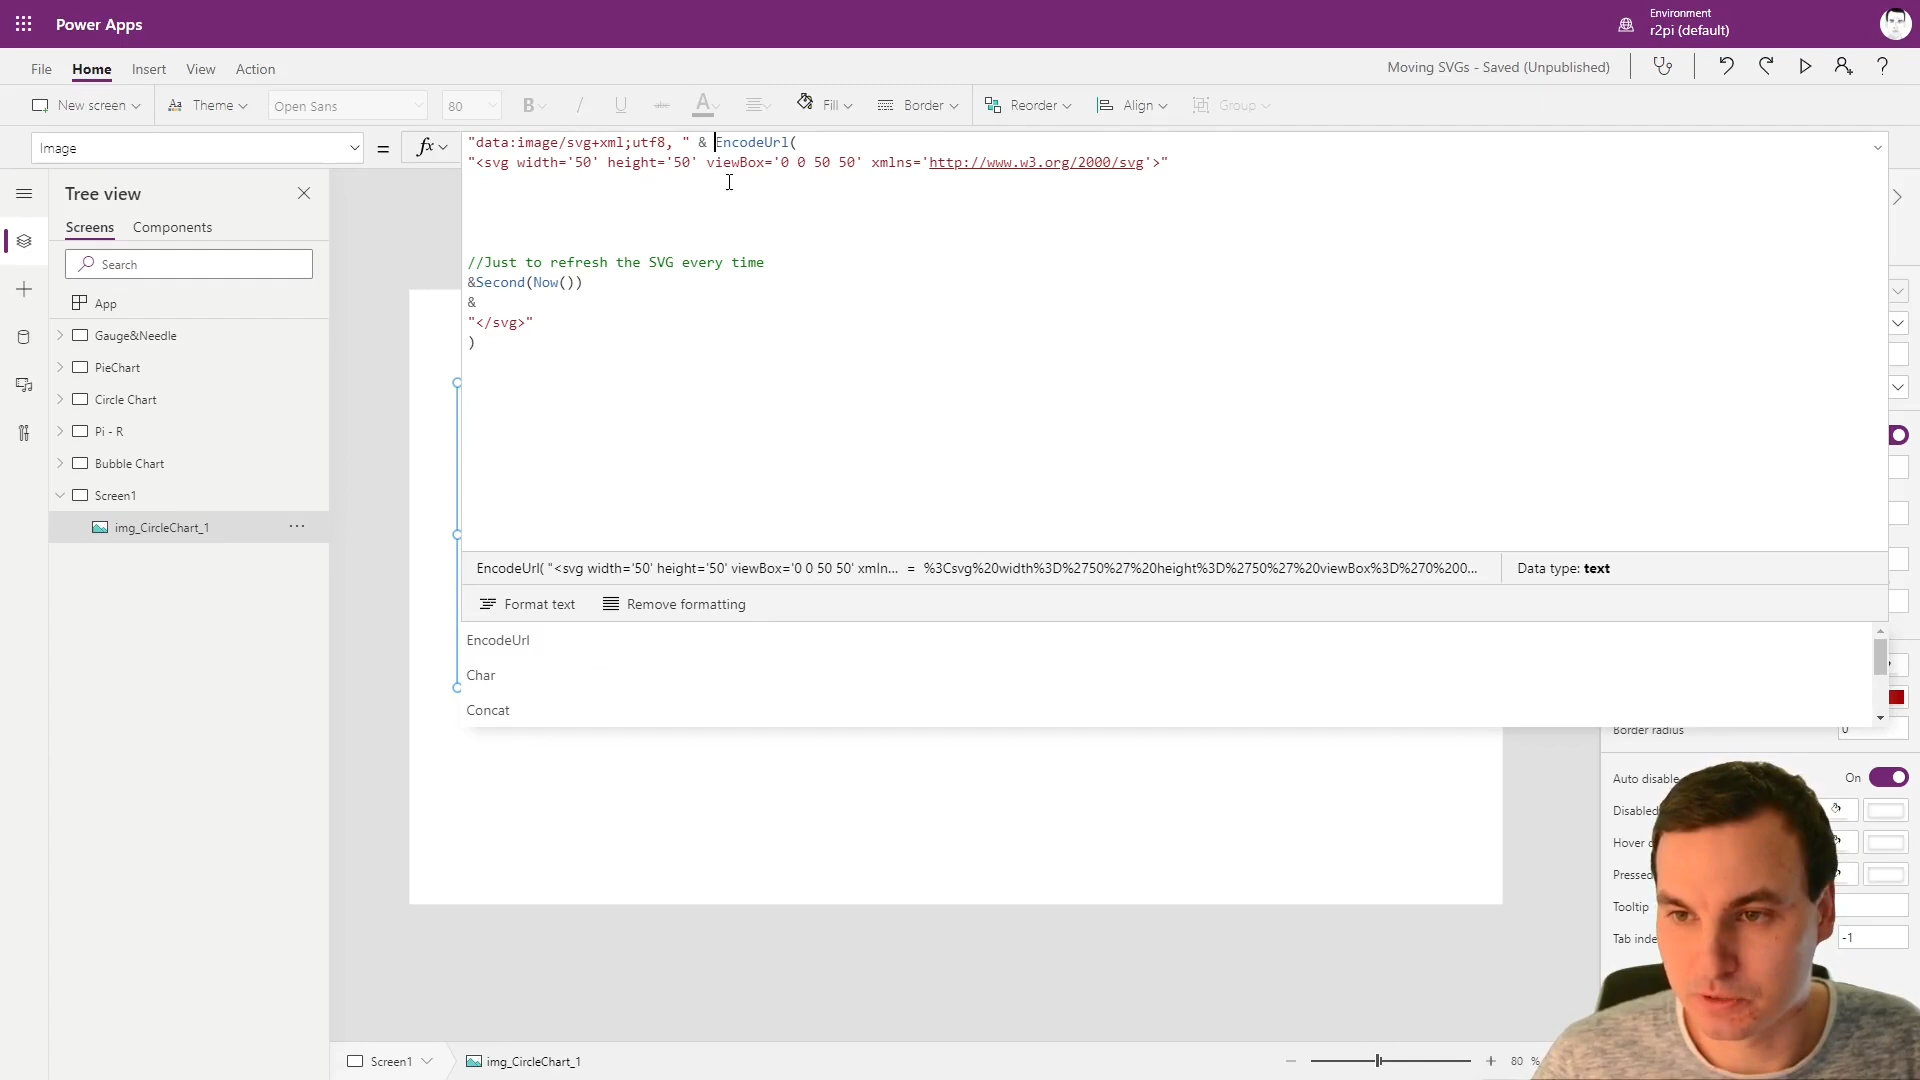 Power Apps
Environment
r2pi (default)
File Home Insert View Action
Moving SVGs - Saved (Unpublished)
New screen Theme Open Sans 80 B / U abc A Fill Border Reorder Align Group
Image = fx
"data:image/svg+xml;utf8, " & EncodeUrl(
"<svg width='50' height='50' viewBox='0 0 50 50' xmlns='http://www.w3.org/2000/svg'>"
//Just to refresh the SVG every time
&Second(Now())
&
"</svg>"
)
Tree view
Screens Components
Search
App
Gauge&Needle
PieChart
Circle Chart
Pi - R
Bubble Chart
Screen1
img_CircleChart_1
EncodeUrl( "<svg width='50' height='50' viewBox='0 0 50 50' xmln... = %3Csvg%20width%3D%2750%27%20height%3D%2750%27%20viewBox%3D%270%200... Data type: text
Format text Remove formatting
EncodeUrl
Char
Concat
Border radius 0
Auto disable On
Disabled
Hover
Pressed
Tooltip
Tab -1
Screen1 img_CircleChart_1
80 %